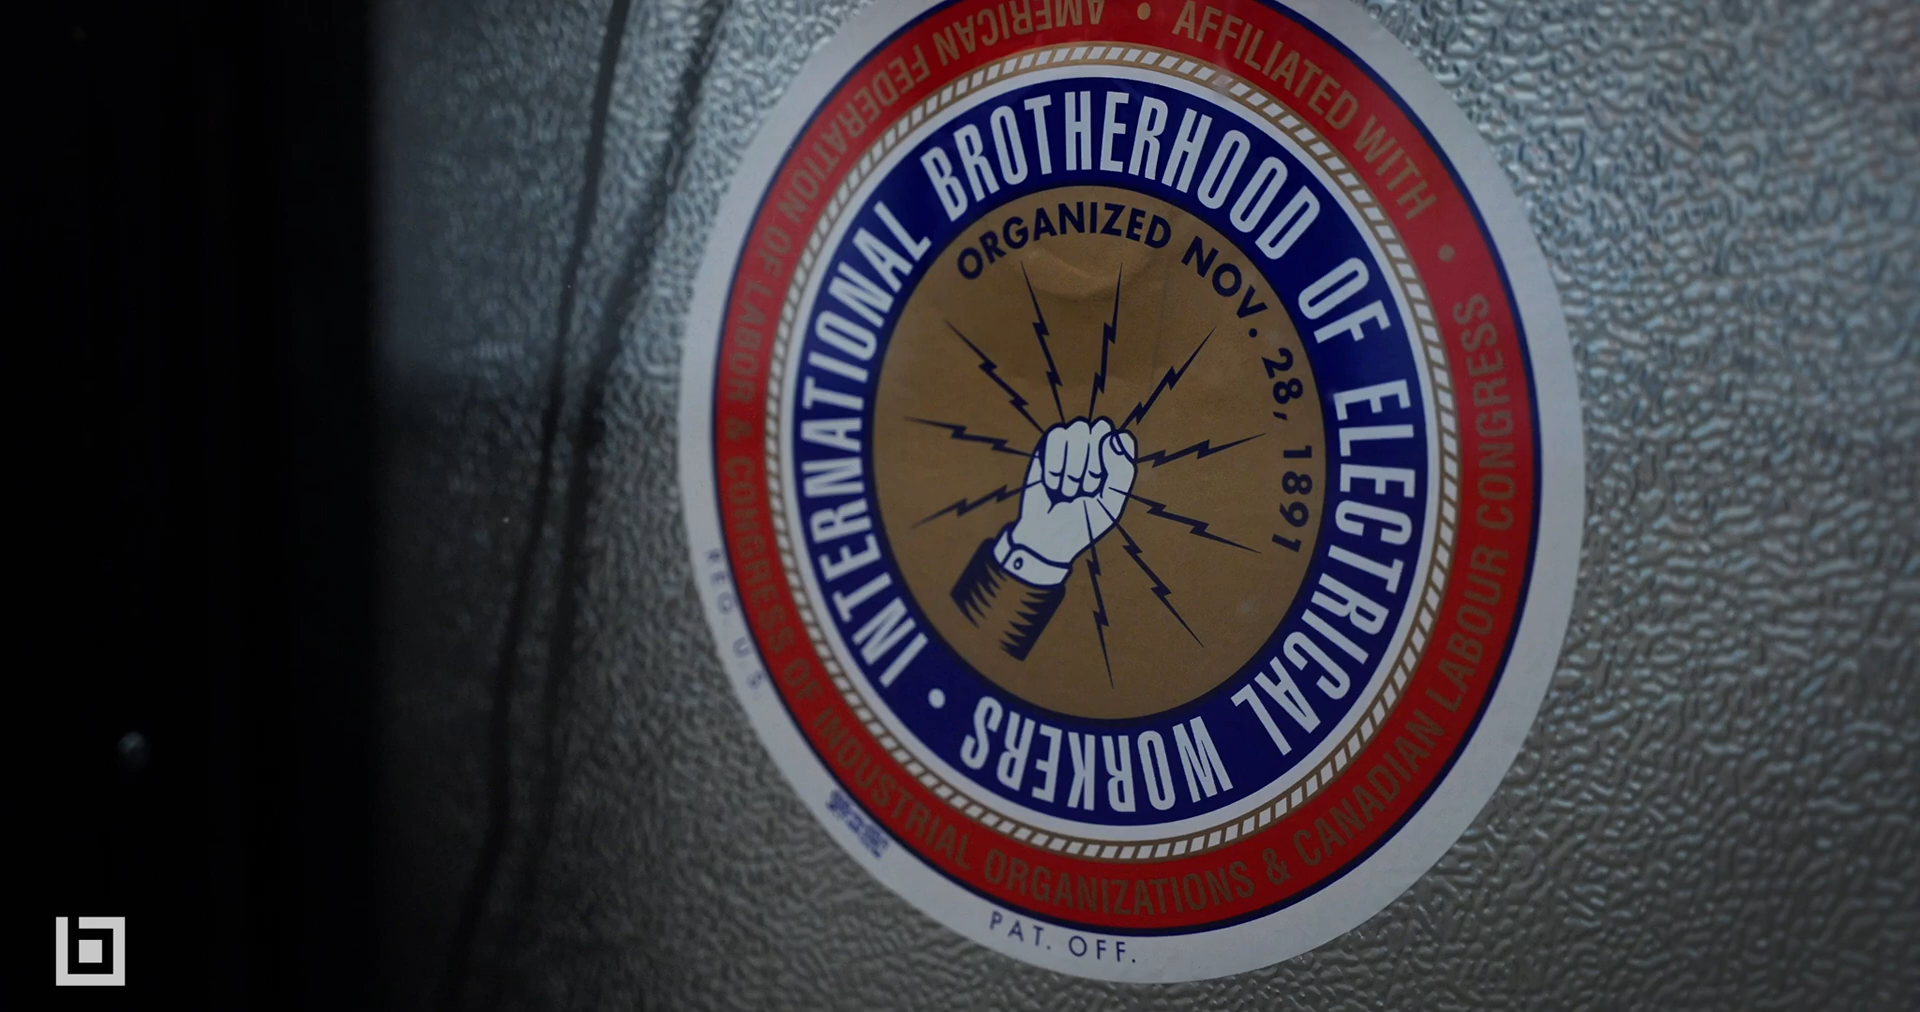 AFFILIATED WITH • AMERICAN FEDERATION OF LABOR & CONGRESS OF INDUSTRIAL ORGANIZATIONS & CANADIAN LABOUR CONGRESS •
INTERNATIONAL BROTHERHOOD OF ELECTRICAL WORKERS •
ORGANIZED NOV. 28, 1891
REG. U.S.
PAT. OFF.